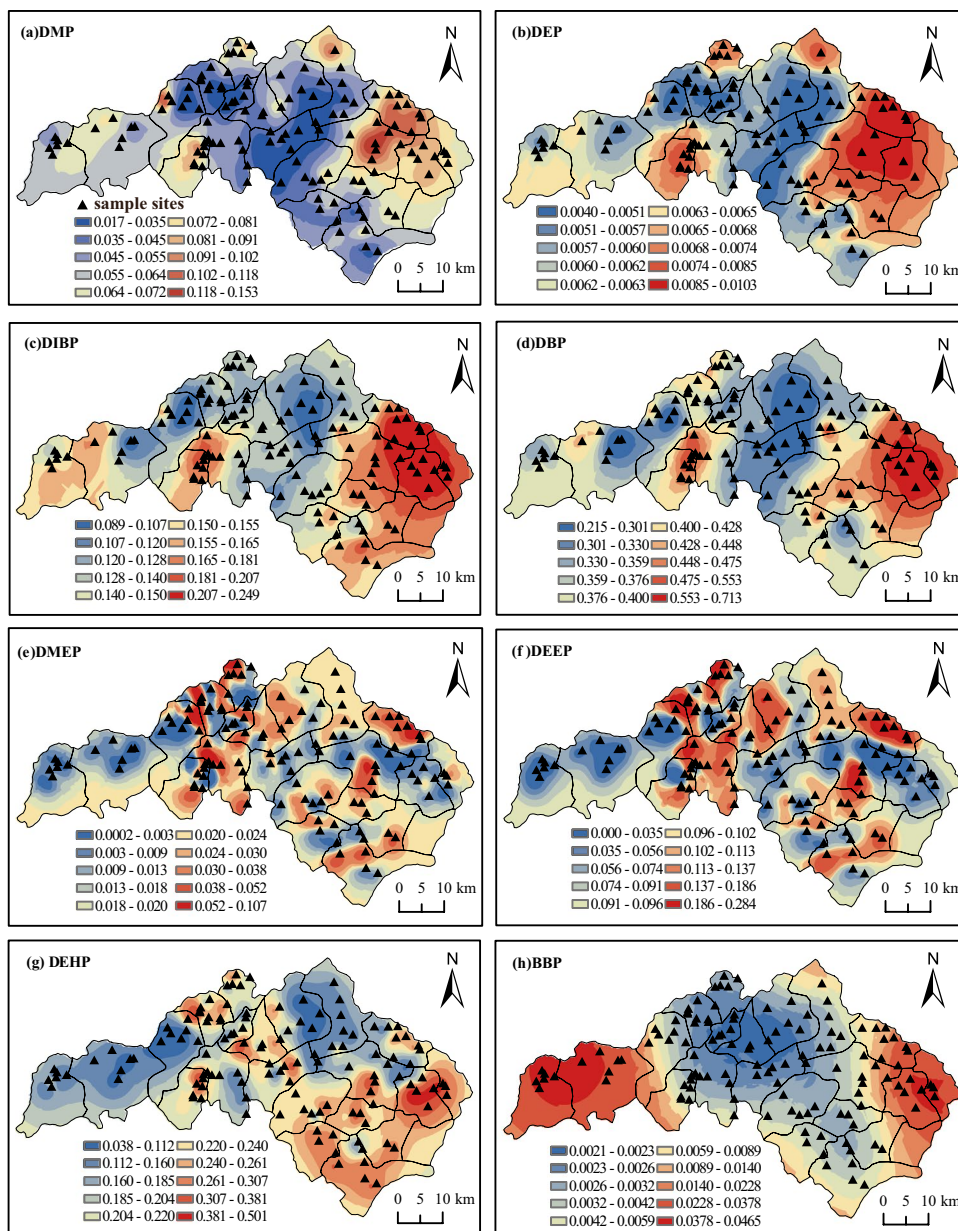 (a)DMP
N
sample sites
0.017 - 0.035 0.072 - 0.081
0.035 - 0.045 0.081 - 0.091
0.045 - 0.055 0.091 - 0.102
0.055 - 0.064 0.102 - 0.118
0.064 - 0.072 0.118 - 0.153
0 10 km
(b)DEP
N
0.0040 - 0.0051 0.0063 - 0.0065
0.0051 - 0.0057 0.0065 - 0.0068
0.0057 - 0.0060 0.0068 - 0.0074
0.0060 - 0.0062 0.0074 - 0.0085
0.0062 - 0.0063 0.0085 - 0.0103
0 10 km
(c)DIBP
N
0.089 - 0.107 0.150 - 0.155
0.107 - 0.120 0.155 - 0.165
0.120 - 0.128 0.165 - 0.181
0.128 - 0.140 0.181 - 0.207
0.140 - 0.150 0.207 - 0.249
0 10 km
(d)DBP
N
0.215 - 0.301 0.400 - 0.428
0.301 - 0.330 0.428 - 0.448
0.330 - 0.359 0.448 - 0.475
0.359 - 0.376 0.475 - 0.553
0.376 - 0.400 0.553 - 0.713
0 10 km
(e)DMEP
N
0.0002 - 0.003 0.020 - 0.024
0.003 - 0.009 0.024 - 0.030
0.009 - 0.013 0.030 - 0.038
0.013 - 0.018 0.038 - 0.052
0.018 - 0.020 0.052 - 0.107
0 10 km
(f)DEEP
N
0.000 - 0.035 0.096 - 0.102
0.035 - 0.056 0.102 - 0.113
0.056 - 0.074 0.113 - 0.137
0.074 - 0.091 0.137 - 0.186
0.091 - 0.096 0.186 - 0.284
0 10 km
(g) DEHP
N
0.038 - 0.112 0.220 - 0.240
0.112 - 0.160 0.240 - 0.261
0.160 - 0.185 0.261 - 0.307
0.185 - 0.204 0.307 - 0.381
0.204 - 0.220 0.381 - 0.501
0 10 km
(h)BBP
N
0.0021 - 0.0023 0.0059 - 0.0089
0.0023 - 0.0026 0.0089 - 0.0140
0.0026 - 0.0032 0.0140 - 0.0228
0.0032 - 0.0042 0.0228 - 0.0378
0.0042 - 0.0059 0.0378 - 0.0465
0 10 km